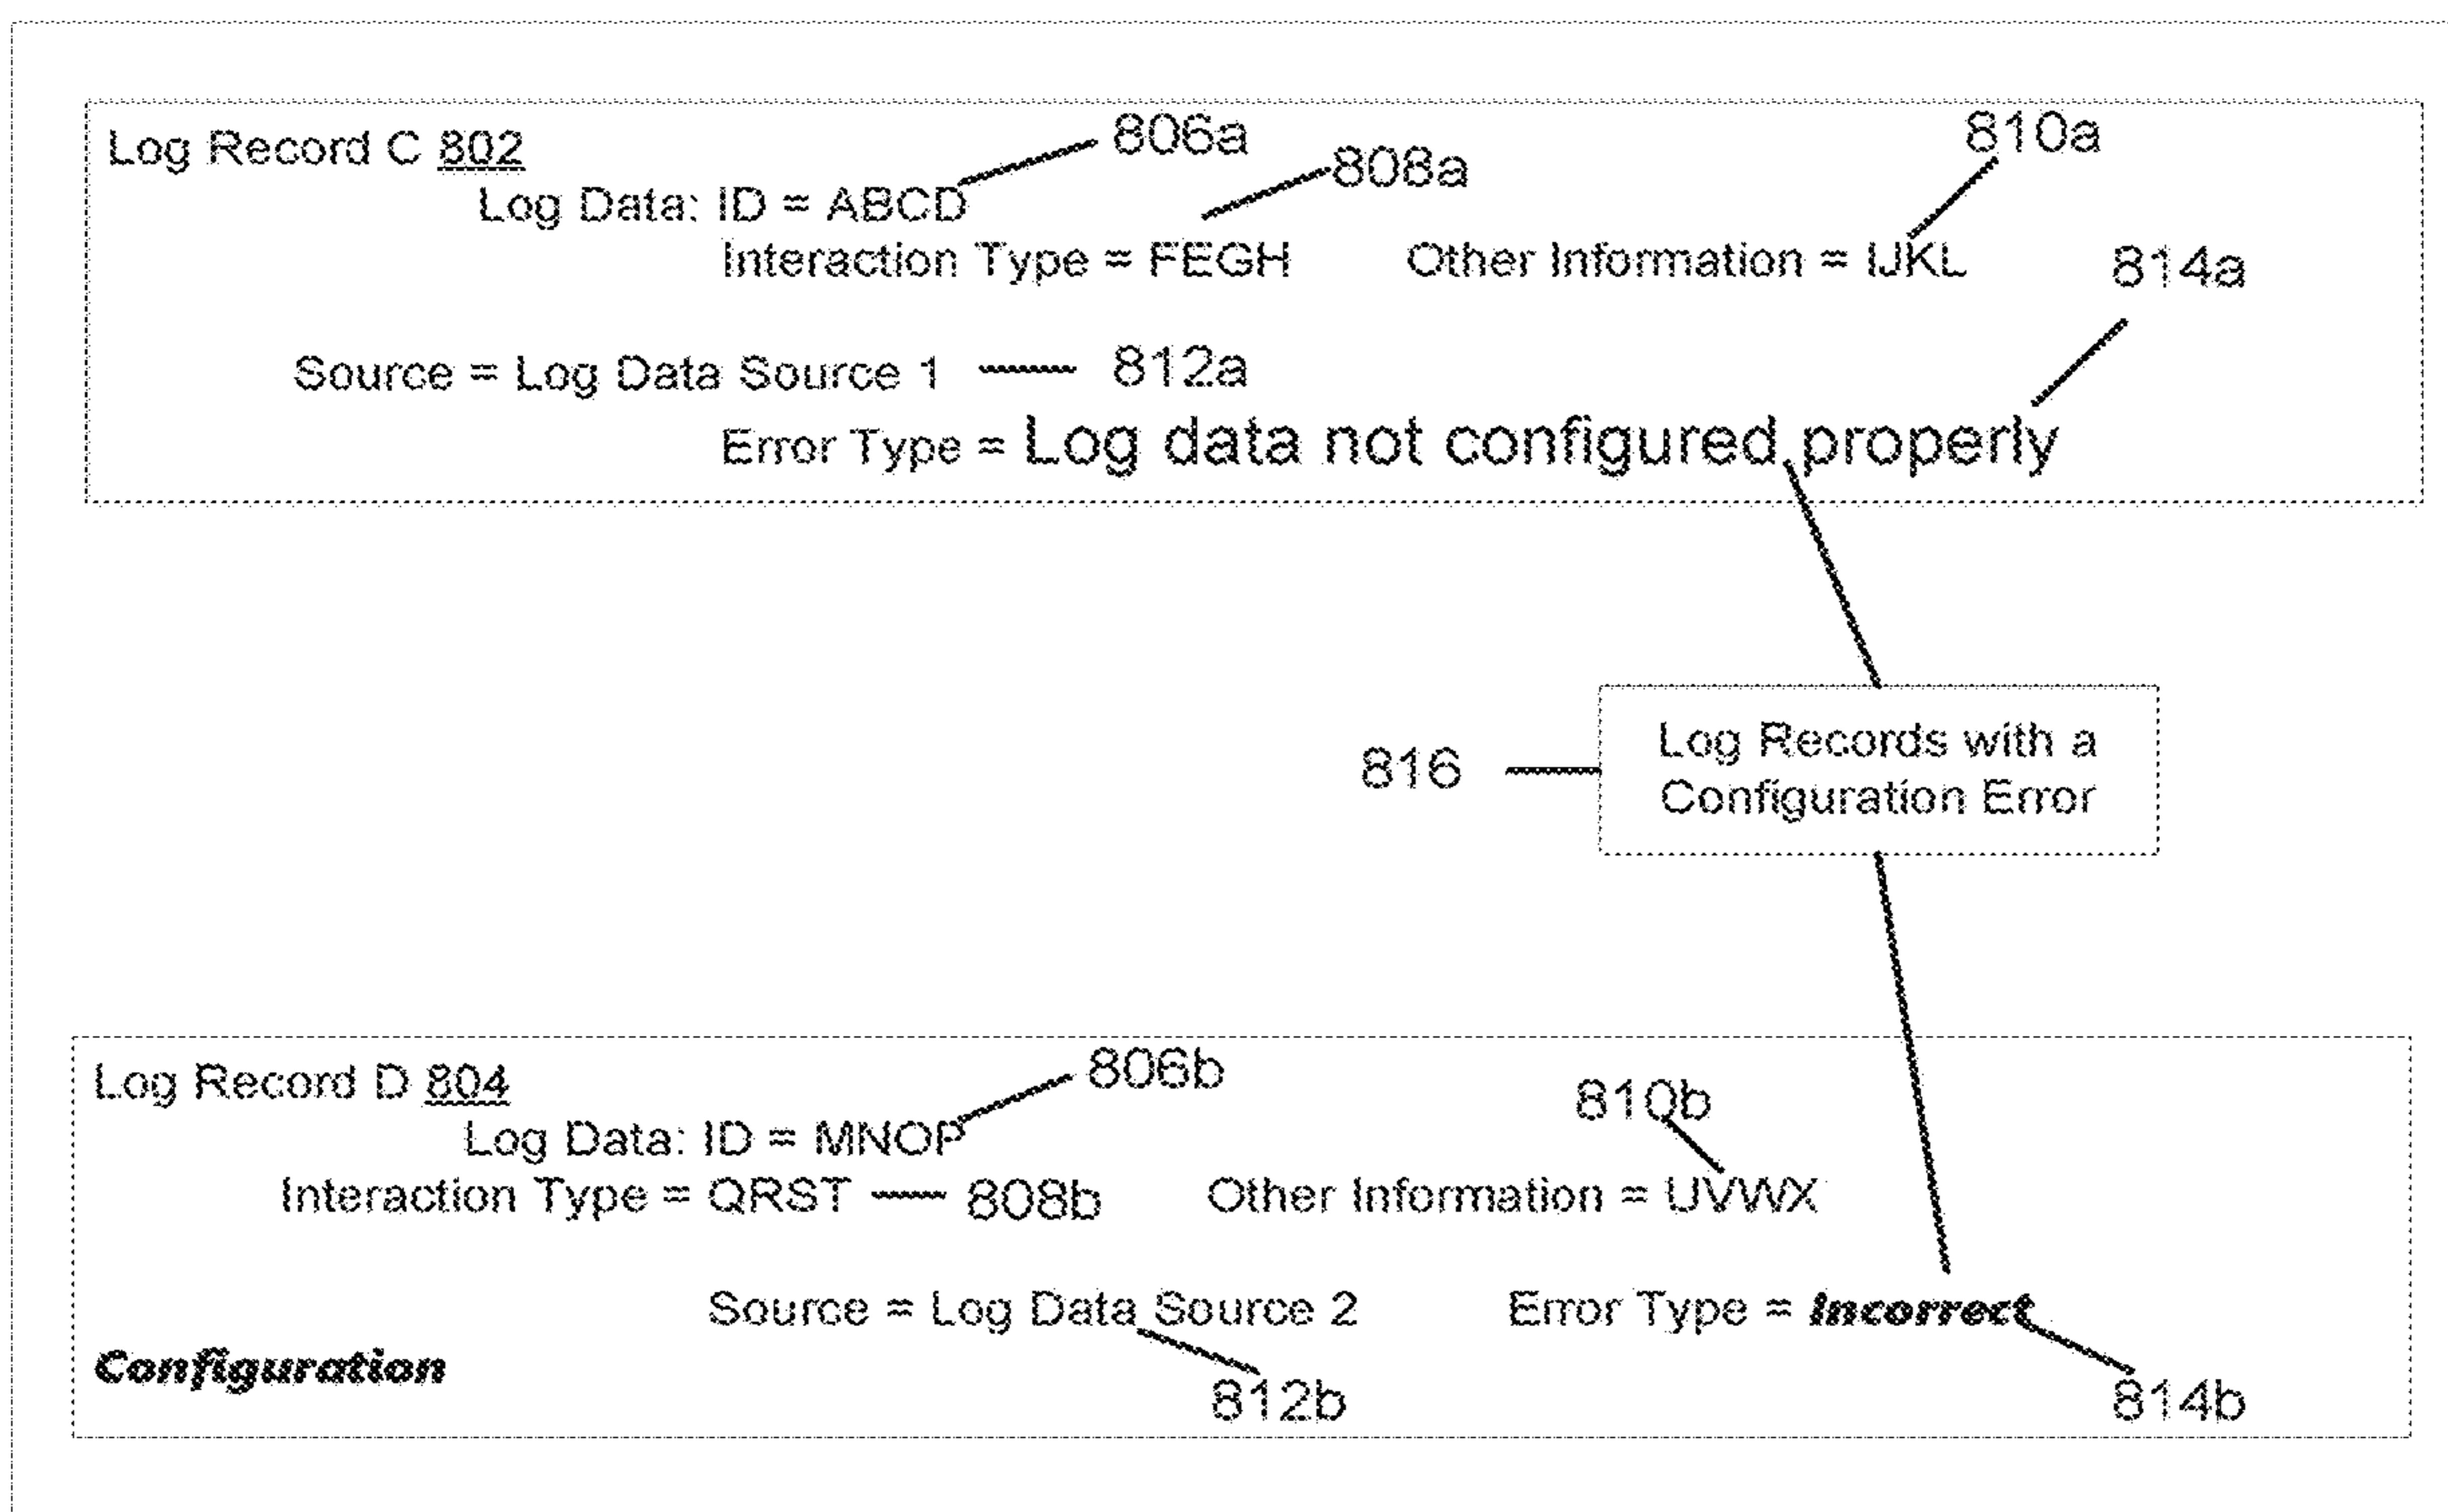 Log Record C 802
806a
808a
810a
Log Data: ID = ABCD
Interaction Type = FEGH Other Information = IJKL
814a
Source = Log Data Source 1 812a
Error Type = Log data not configured properly
816
Log Records with a
Configuration Error
Log Record D 804
806b
810b
Log Data: ID = MNOP
Interaction Type = QRST 808b Other Information = UVWX
Source = Log Data Source 2 Error Type = Incorrect
Configuration
812b
814b